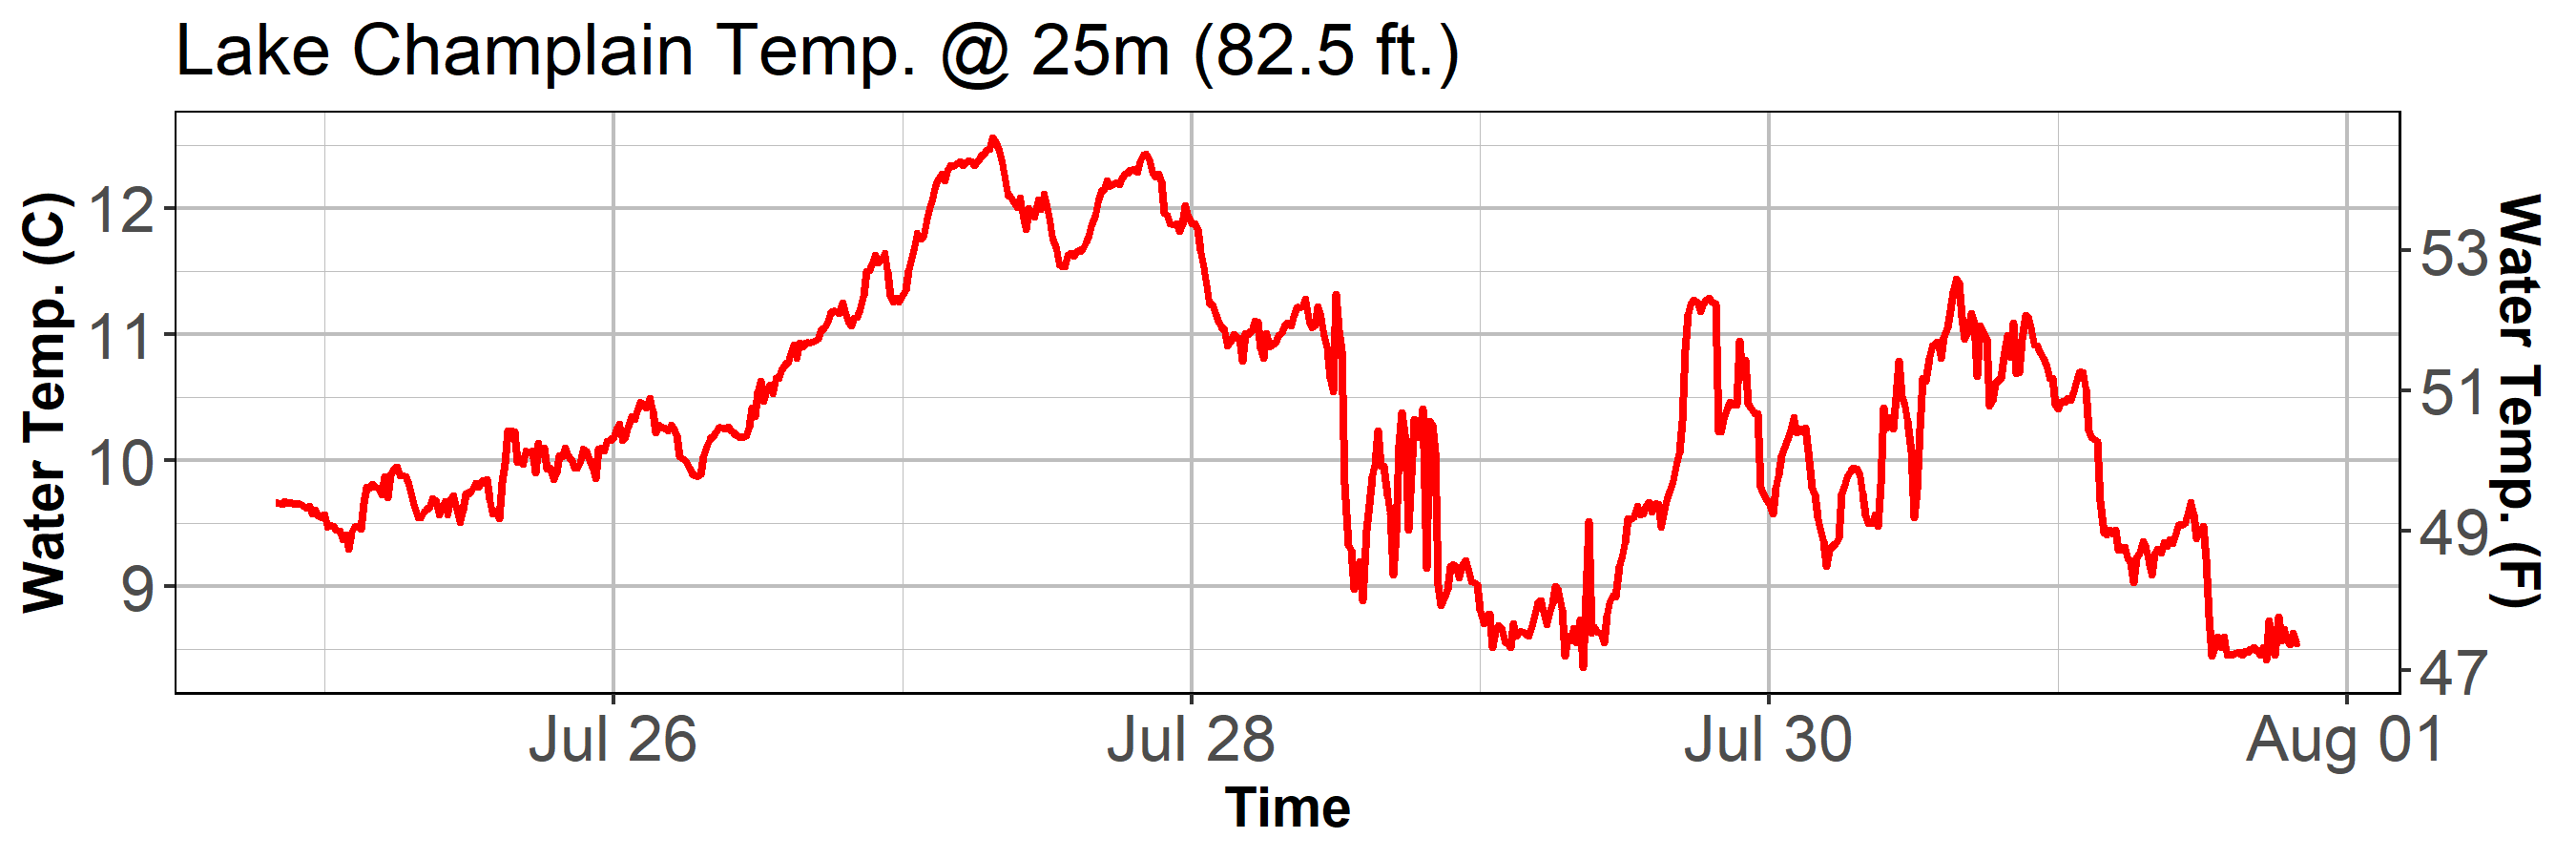 Lake Champlain Temp. @ 25m (82.5 ft.)
Water Temp. (C)
12
11
10
9
53
51
49
47
Water Temp. (F)
Jul 26
Jul 28
Jul 30
Aug 01
Time